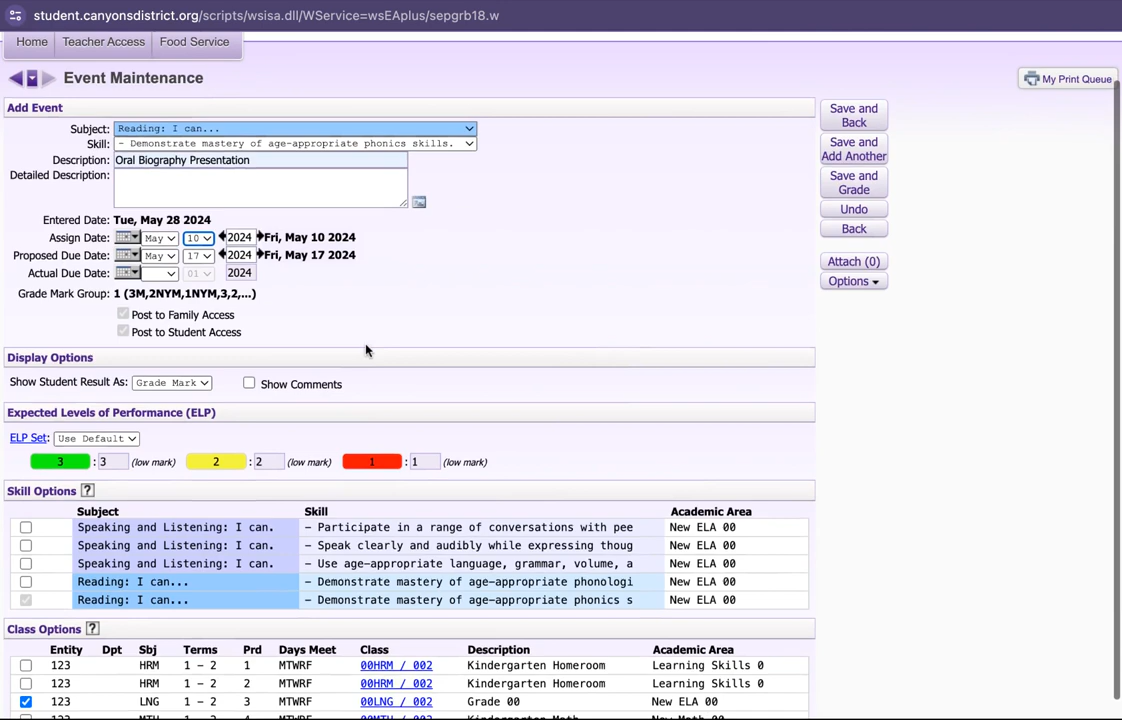 student.canyonsdistrict.org/scripts/wsisa.dll/WService=wsEAplus/sepgrb18.w
Home Teacher Access Food Service
Event Maintenance
My Print Queue
Add Event
Subject: Reading: I can...
Skill: - Demonstrate mastery of age-appropriate phonics skills.
Description: Oral Biography Presentation
Detailed Description:
Entered Date: Tue, May 28 2024
Assign Date: May 10 2024 Fri, May 10 2024
Proposed Due Date: May 17 2024 Fri, May 17 2024
Actual Due Date: 01 2024
Grade Mark Group: 1 (3M,2NYM,1NYM,3,2,...)
Post to Family Access
Post to Student Access
Save and Back
Save and Add Another
Save and Grade
Undo
Back
Attach (0)
Options
Display Options
Show Student Result As: Grade Mark Show Comments
Expected Levels of Performance (ELP)
ELP Set: Use Default
3 : 3 (low mark) 2 : 2 (low mark) 1 : 1 (low mark)
Skill Options ?
Subject Skill Academic Area
Speaking and Listening: I can. - Participate in a range of conversations with pee New ELA 00
Speaking and Listening: I can. - Speak clearly and audibly while expressing thoug New ELA 00
Speaking and Listening: I can. - Use age-appropriate language, grammar, volume, a New ELA 00
Reading: I can... - Demonstrate mastery of age-appropriate phonologi New ELA 00
Reading: I can... - Demonstrate mastery of age-appropriate phonics s New ELA 00
Class Options ?
Entity Dpt Sbj Terms Prd Days Meet Class Description Academic Area
123 HRM 1 - 2 1 MTWRF 00HRM / 002 Kindergarten Homeroom Learning Skills 0
123 HRM 1 - 2 2 MTWRF 00HRM / 002 Kindergarten Homeroom Learning Skills 0
123 LNG 1 - 2 3 MTWRF 00LNG / 002 Grade 00 New ELA 00
123 MTH 1 - 2 4 MTWRF 00MTH / 002 Kindergarten Math New Math 00